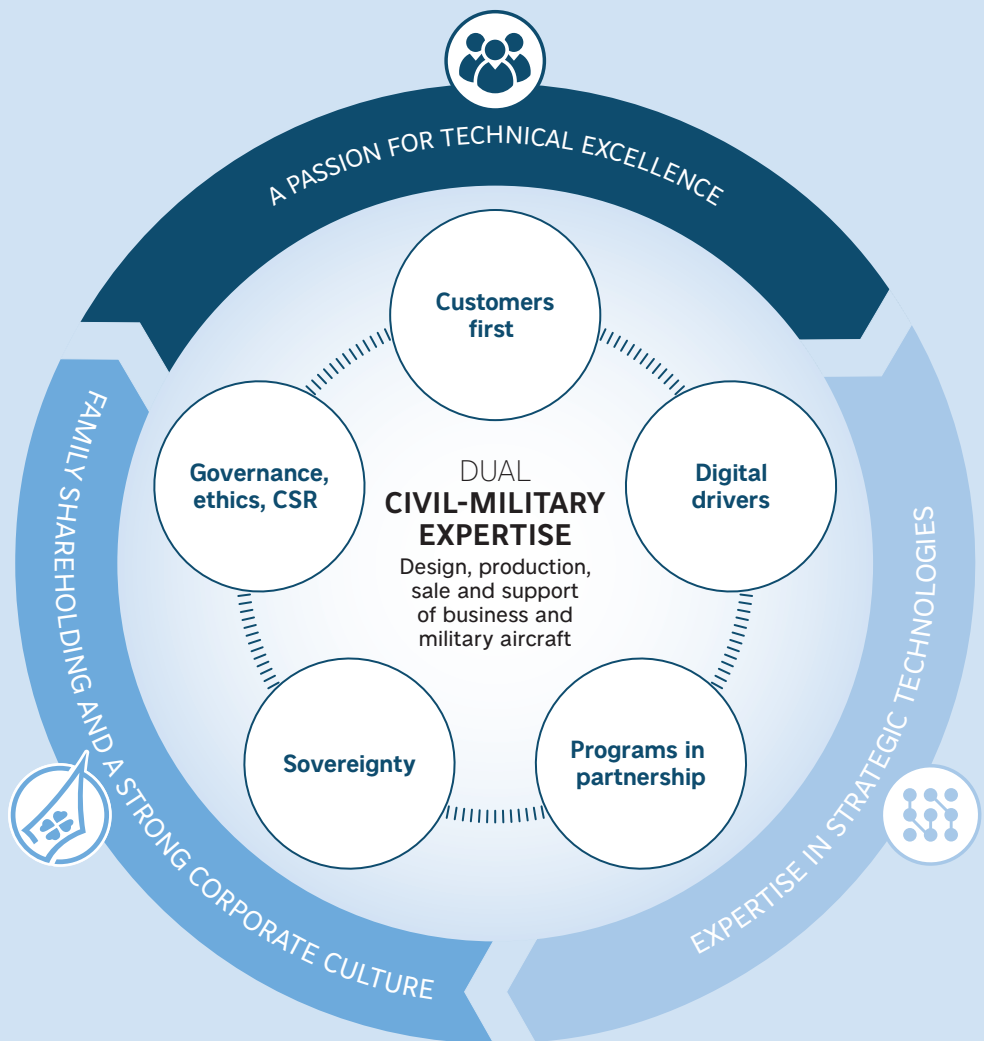 A PASSION FOR TECHNICAL EXCELLENCE
Customers
first
Governance,
ethics, CSR
DUAL
CIVIL-MILITARY
EXPERTISE
Design, production,
sale and support
of business and
military aircraft
Digital
drivers
Sovereignty
Programs in
partnership
FAMILY SHAREHOLDING AND A STRONG CORPORATE CULTURE
EXPERTISE IN STRATEGIC TECHNOLOGIES